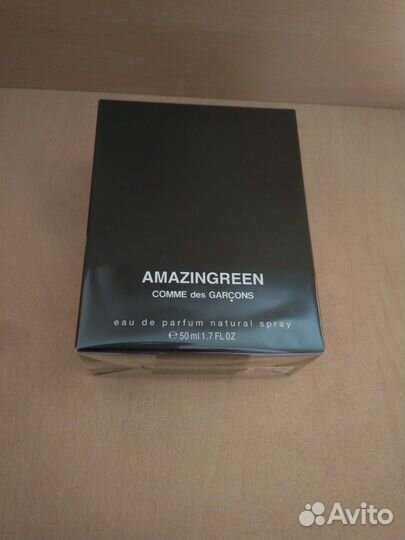 AMAZINGREEN
COMME des GARÇONS
eau de parfum natural spray
℮ 50 ml 1.7 FL OZ
Avito